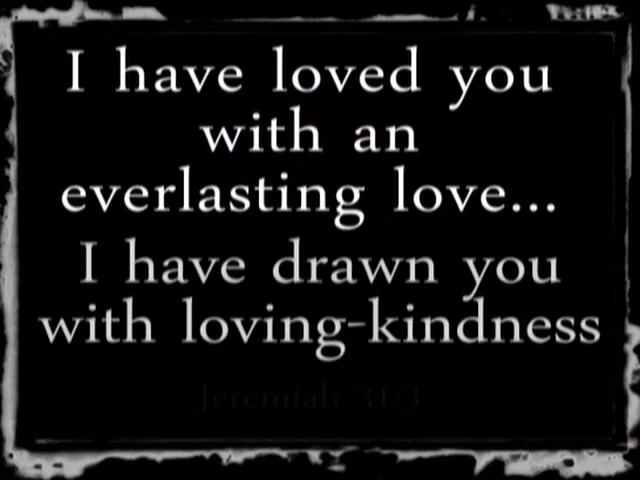 I have loved you
with an
everlasting love...
I have drawn you
with loving-kindness
Jeremiah 31:3